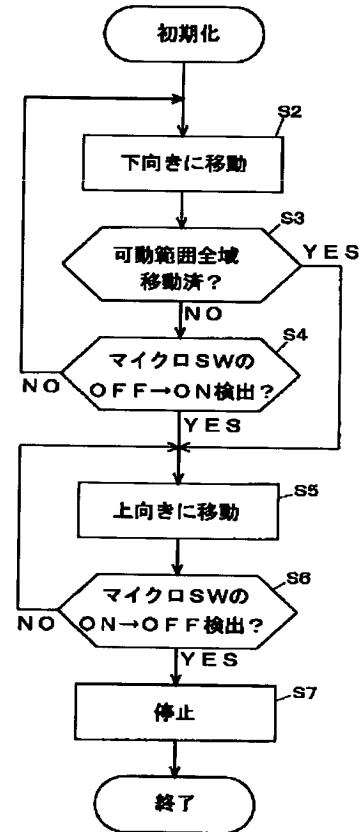 初期化
S2
下向きに移動
S3
可動範囲全域
移動済?
YES
NO
S4
マイクロSWの
OFF→ON検出?
NO
YES
S5
上向きに移動
S6
マイクロSWの
ON→OFF検出?
NO
YES
S7
停止
終了